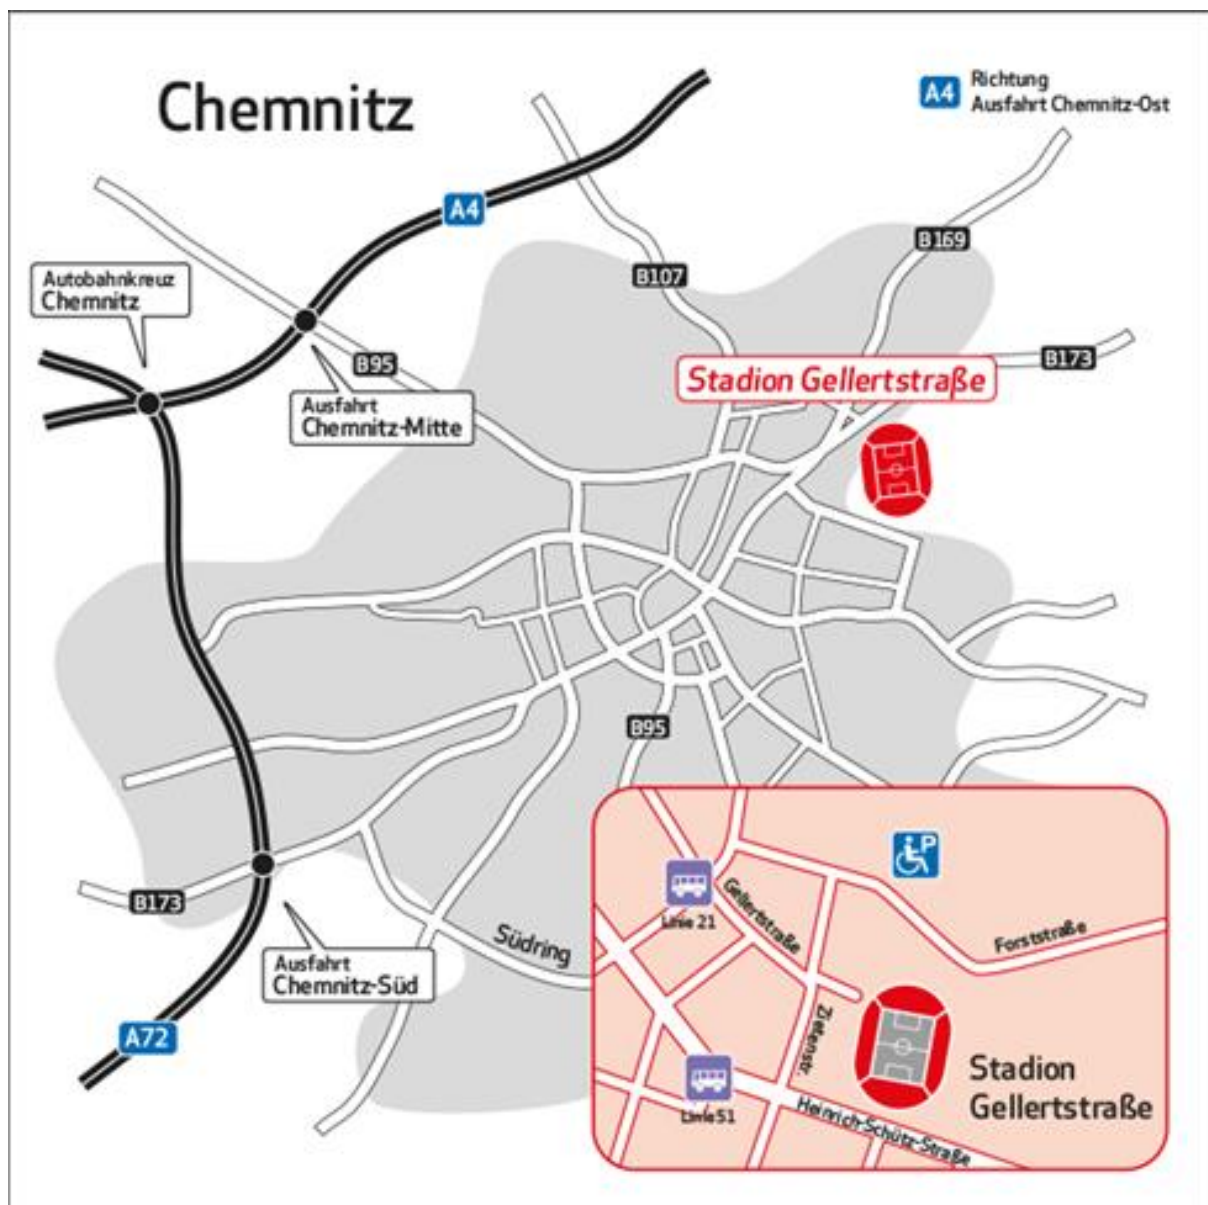 Chemnitz
A4
Richtung
Ausfahrt Chemnitz-Ost
A4
B169
B107
Autobahnkreuz
Chemnitz
B95
B173
Stadion Gellertstraße
Ausfahrt
Chemnitz-Mitte
B95
B173
Südring
Ausfahrt
Chemnitz-Süd
A72
P
Linie 21
Gellertstraße
Forststraße
Zietenstr.
Stadion
Gellertstraße
Linie 51
Heinrich-Schütz-Straße